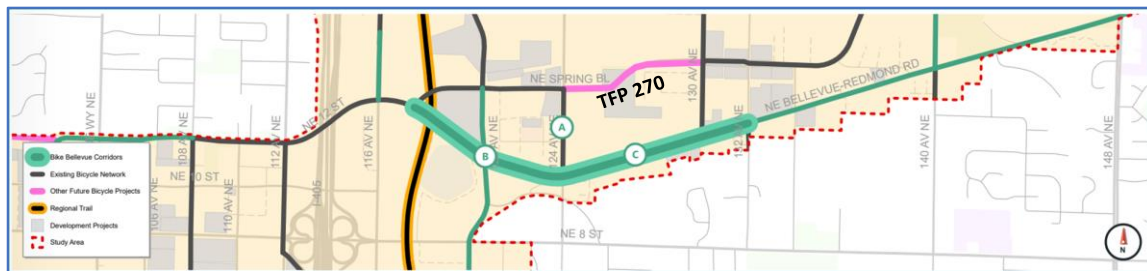 NE SPRING BL
TFP 270
130 AV NE
NE BELLEVUE-REDMOND RD
NE 12 ST
WY NE
108 AV NE
112 AV NE
116 AV NE
A
124 AV NE
B
AV NE
C
132
140 AV NE
148 AV NE
NE 10 ST
106 AV NE
110 AV NE
I-405
NE 8 ST
Bike Bellevue Corridors
Existing Bicycle Network
Other Future Bicycle Projects
Regional Trail
Development Projects
Study Area
N